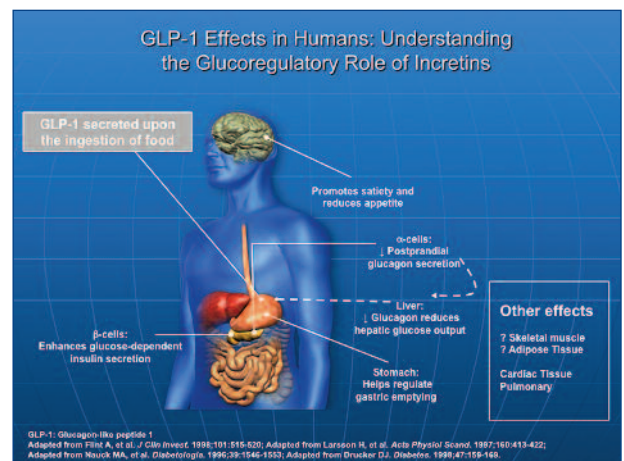 GLP-1 Effects in Humans: Understanding
the Glucoregulatory Role of Incretins
GLP-1 secreted upon
the ingestion of food
Promotes satiety and
reduces appetite
α-cells:
↓ Postprandial
glucagon secretion
Liver:
↓ Glucagon reduces
hepatic glucose output
β-cells:
Enhances glucose-dependent
insulin secretion
Stomach:
Helps regulate
gastric emptying
Other effects
? Skeletal muscle
? Adipose Tissue
Cardiac Tissue
Pulmonary
GLP-1: Glucagon-like peptide 1
Adapted from Flint A, et al. J Clin Invest. 1998;101:515-520; Adapted from Larsson H, et al. Acta Physiol Scand. 1997;160:413-422;
Adapted from Nauck MA, et al. Diabetologia. 1996;39:1546-1553; Adapted from Drucker DJ. Diabetes. 1998;47:159-169.